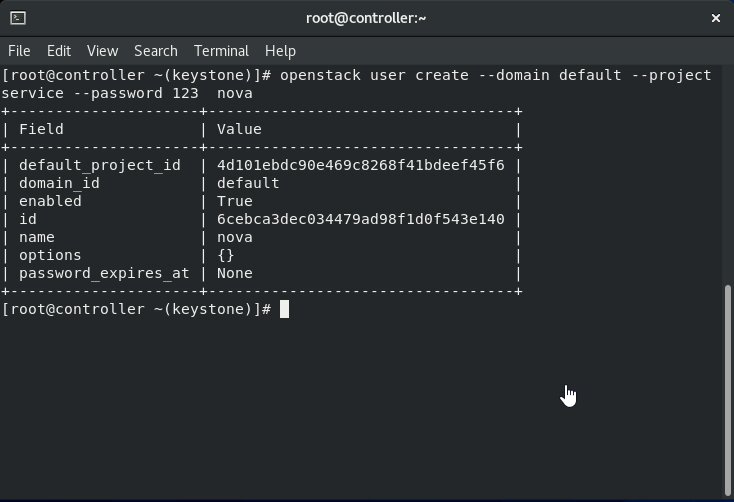 root@controller:~
File Edit View Search Terminal Help
[root@controller ~(keystone)]# openstack user create --domain default --project
service --password 123  nova
+---------------------+----------------------------------+
| Field               | Value                            |
+---------------------+----------------------------------+
| default_project_id  | 4d101ebdc90e469c8268f41bdeef45f6 |
| domain_id           | default                          |
| enabled             | True                             |
| id                  | 6cebca3dec034479ad98f1d0f543e140 |
| name                | nova                             |
| options             | {}                               |
| password_expires_at | None                             |
+---------------------+----------------------------------+
[root@controller ~(keystone)]#